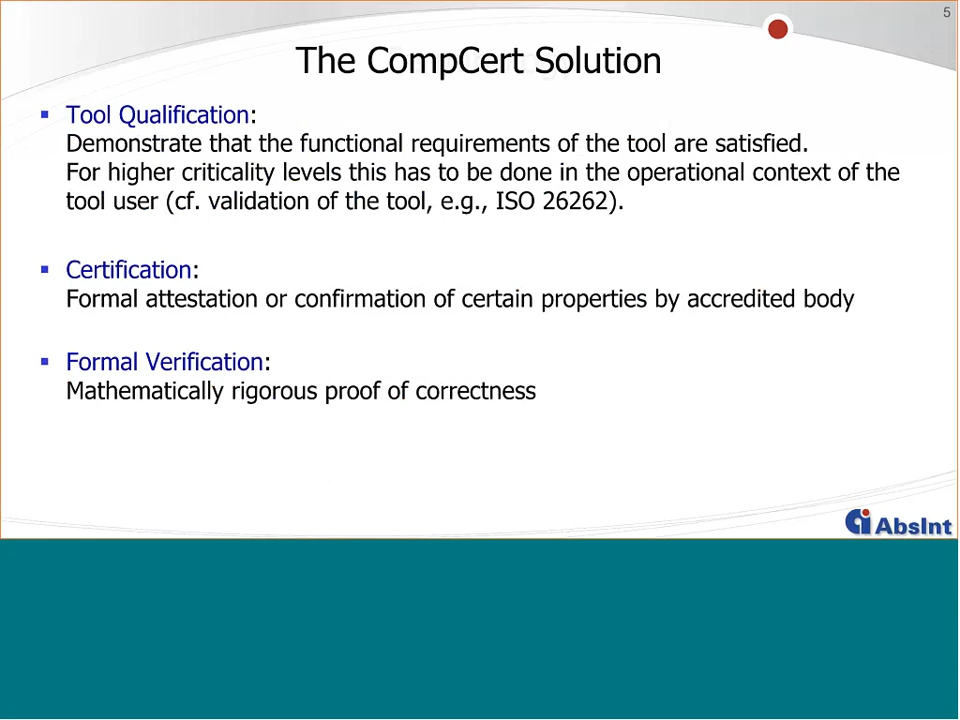 5
The CompCert Solution
Tool Qualification:
Demonstrate that the functional requirements of the tool are satisfied.
For higher criticality levels this has to be done in the operational context of the
tool user (cf. validation of the tool, e.g., ISO 26262).
Certification:
Formal attestation or confirmation of certain properties by accredited body
Formal Verification:
Mathematically rigorous proof of correctness
AbsInt